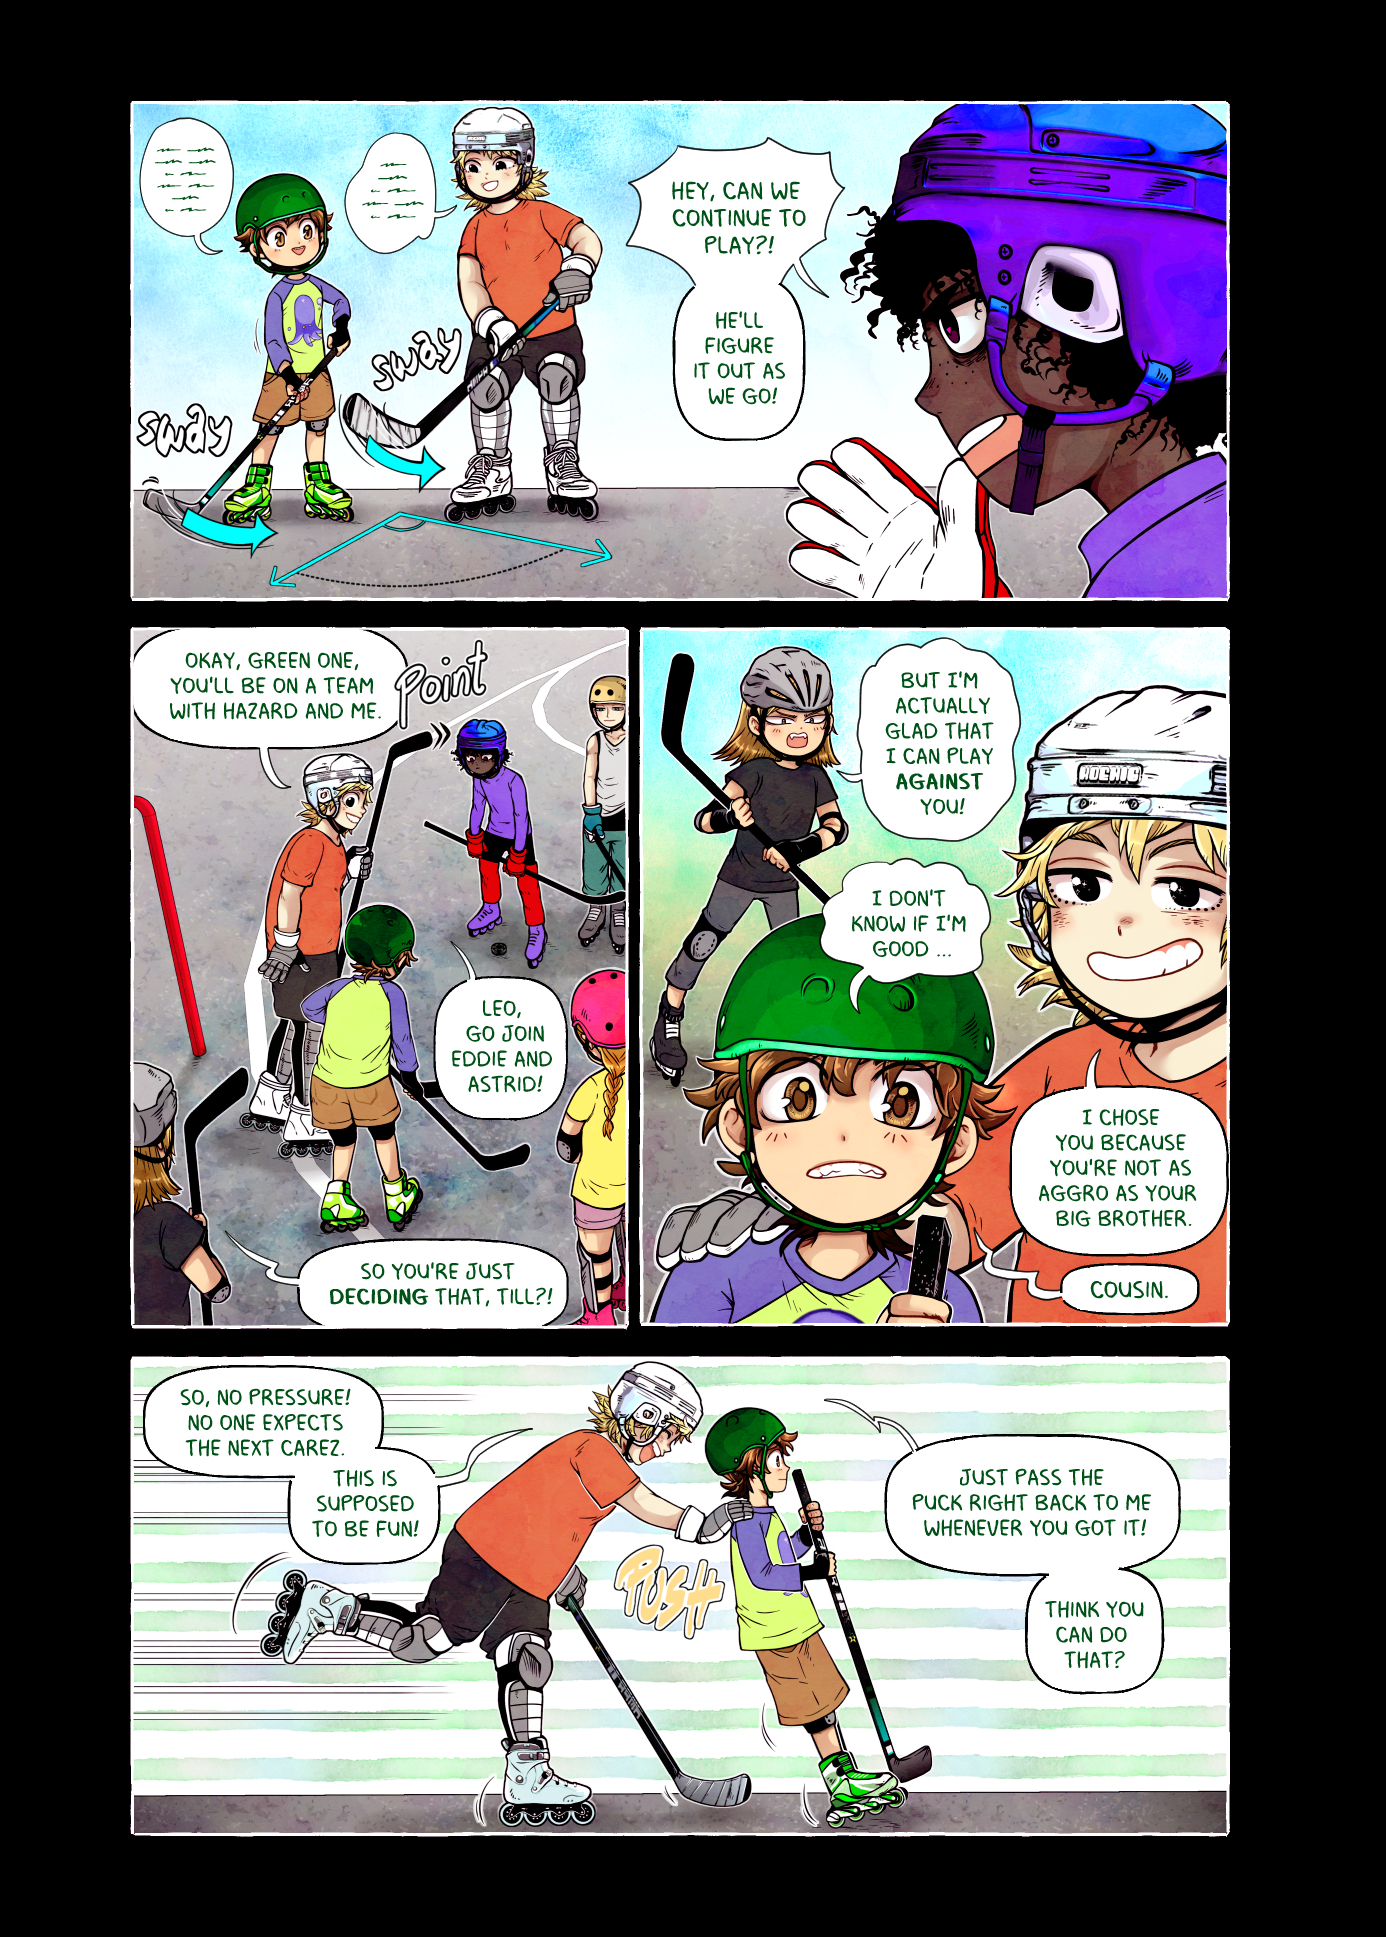 HEY, CAN WE
CONTINUE TO
PLAY?!
HE'LL
FIGURE
IT OUT AS
WE GO!
sway
sway
OKAY, GREEN ONE,
YOU'LL BE ON A TEAM
WITH HAZARD AND ME.
Point
LEO,
GO JOIN
EDDIE AND
ASTRID!
SO YOU'RE JUST
DECIDING THAT, TILL?!
BUT I'M
ACTUALLY
GLAD THAT
I CAN PLAY
AGAINST
YOU!
I DON'T
KNOW IF I'M
GOOD ...
I CHOSE
YOU BECAUSE
YOU'RE NOT AS
AGGRO AS YOUR
BIG BROTHER.
COUSIN.
SO, NO PRESSURE!
NO ONE EXPECTS
THE NEXT CAREZ.
THIS IS
SUPPOSED
TO BE FUN!
PUSH
JUST PASS THE
PUCK RIGHT BACK TO ME
WHENEVER YOU GOT IT!
THINK YOU
CAN DO
THAT?